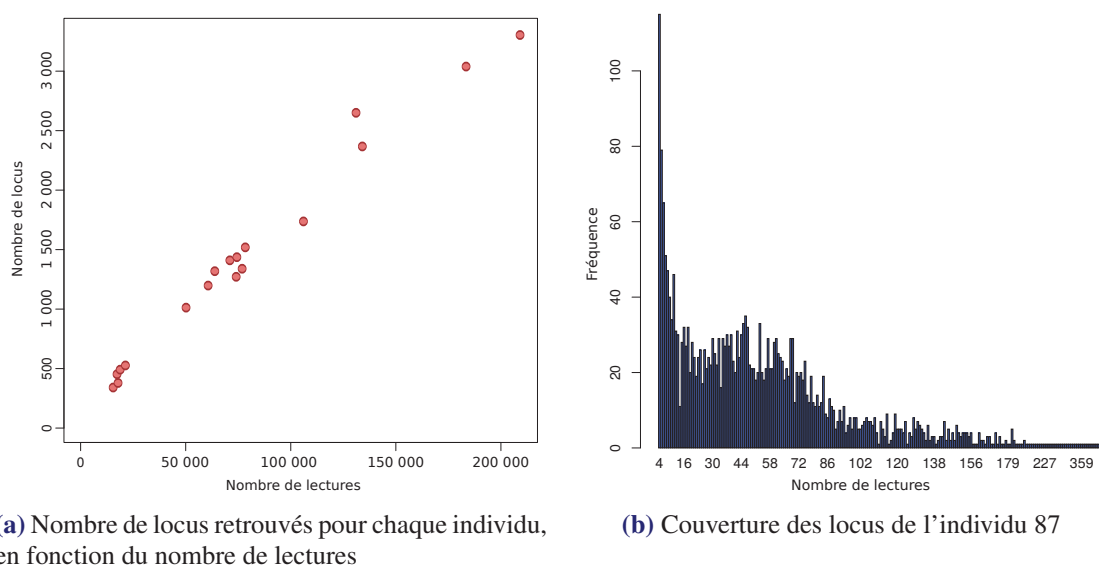 Nombre de locus
0
500
1 000
1 500
2 000
2 500
3 000
0 50 000 100 000 150 000 200 000
Nombre de lectures
(a) Nombre de locus retrouvés pour chaque individu,
en fonction du nombre de lectures
Fréquence
0
20
40
60
80
100
4 16 30 44 58 72 86 102 120 138 156 179 227 359
Nombre de lectures
(b) Couverture des locus de l'individu 87